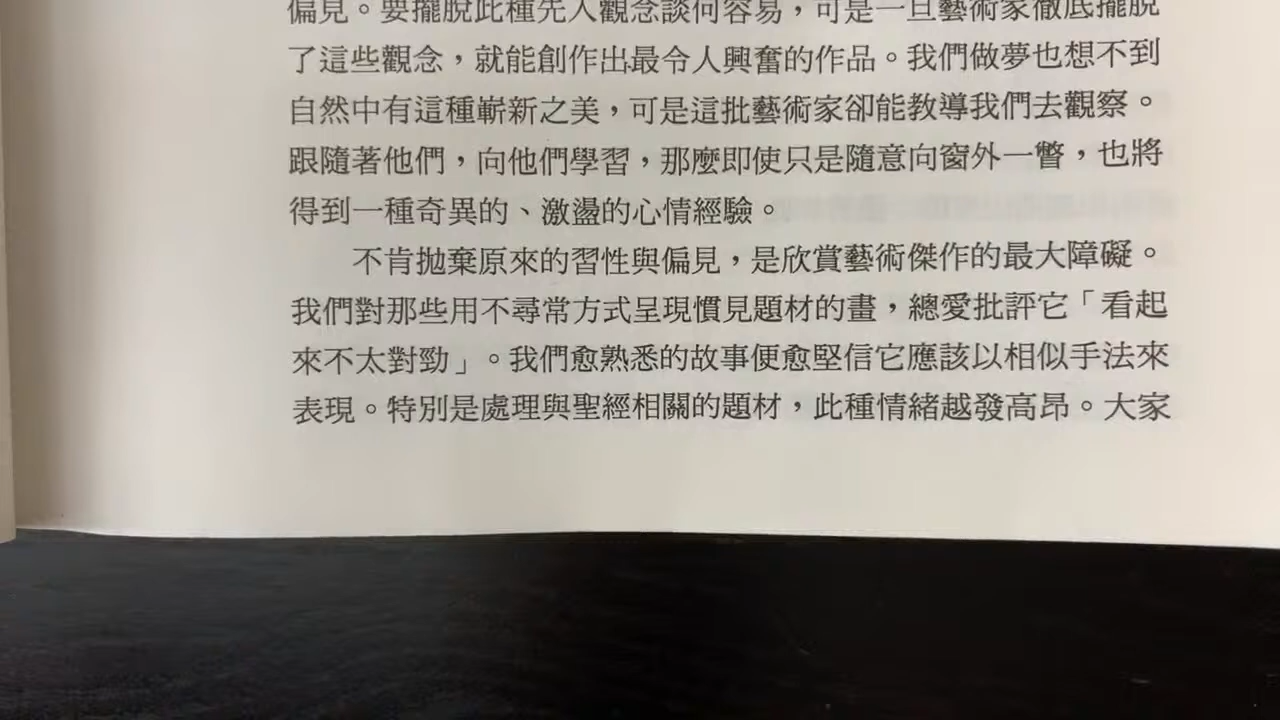 偏見。要擺脫此種先入觀念談何容易，可是一旦藝術家徹底擺脫
了這些觀念，就能創作出最令人興奮的作品。我們做夢也想不到
自然中有這種嶄新之美，可是這批藝術家卻能教導我們去觀察。
跟隨著他們，向他們學習，那麼即使只是隨意向窗外一瞥，也將
得到一種奇異的、激盪的心情經驗。
不肯拋棄原來的習性與偏見，是欣賞藝術傑作的最大障礙。
我們對那些用不尋常方式呈現慣見題材的畫，總愛批評它「看起
來不太對勁」。我們愈熟悉的故事便愈堅信它應該以相似手法來
表現。特別是處理與聖經相關的題材，此種情緒越發高昂。大家